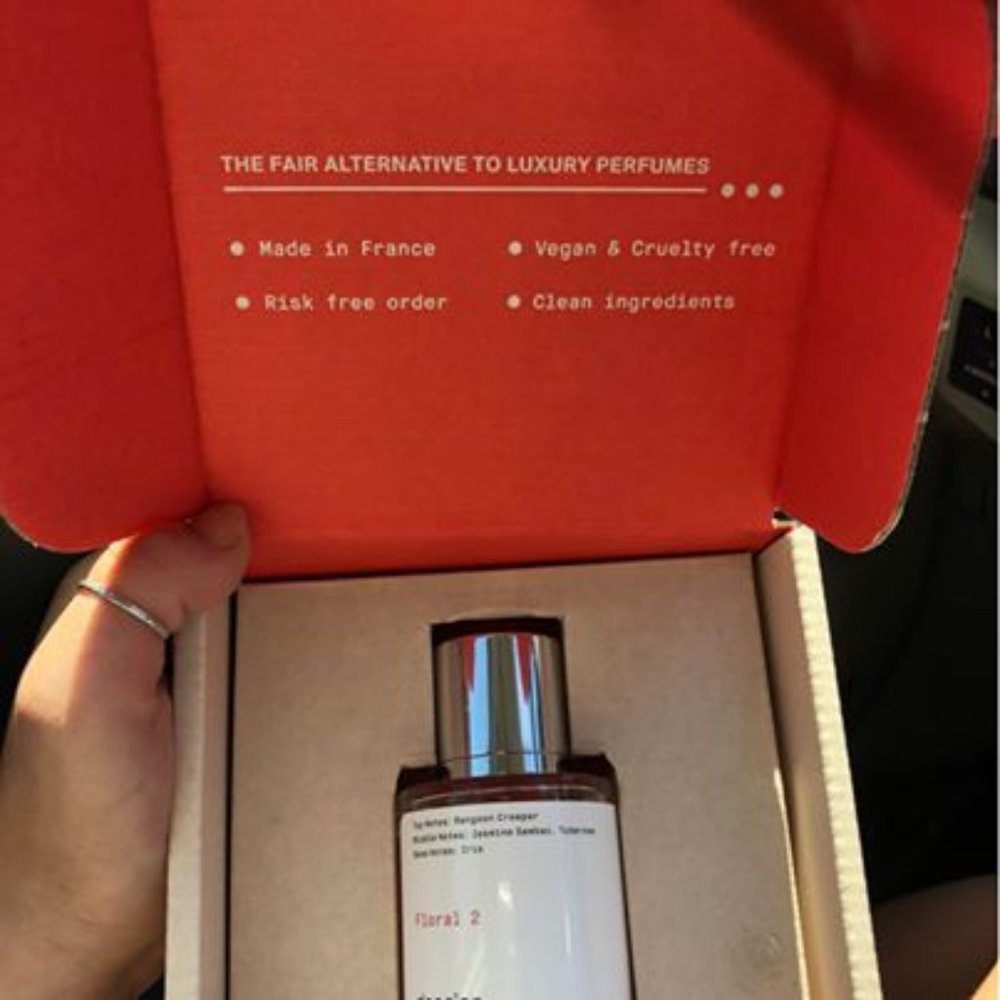 THE FAIR ALTERNATIVE TO LUXURY PERFUMES
Made in France
Vegan & Cruelty free
Risk free order
Clean ingredients
Top Notes: Rangoon Creeper
Middle Notes: Jasmine Sambac, Tuberose
Base Notes: Iris
Floral 2